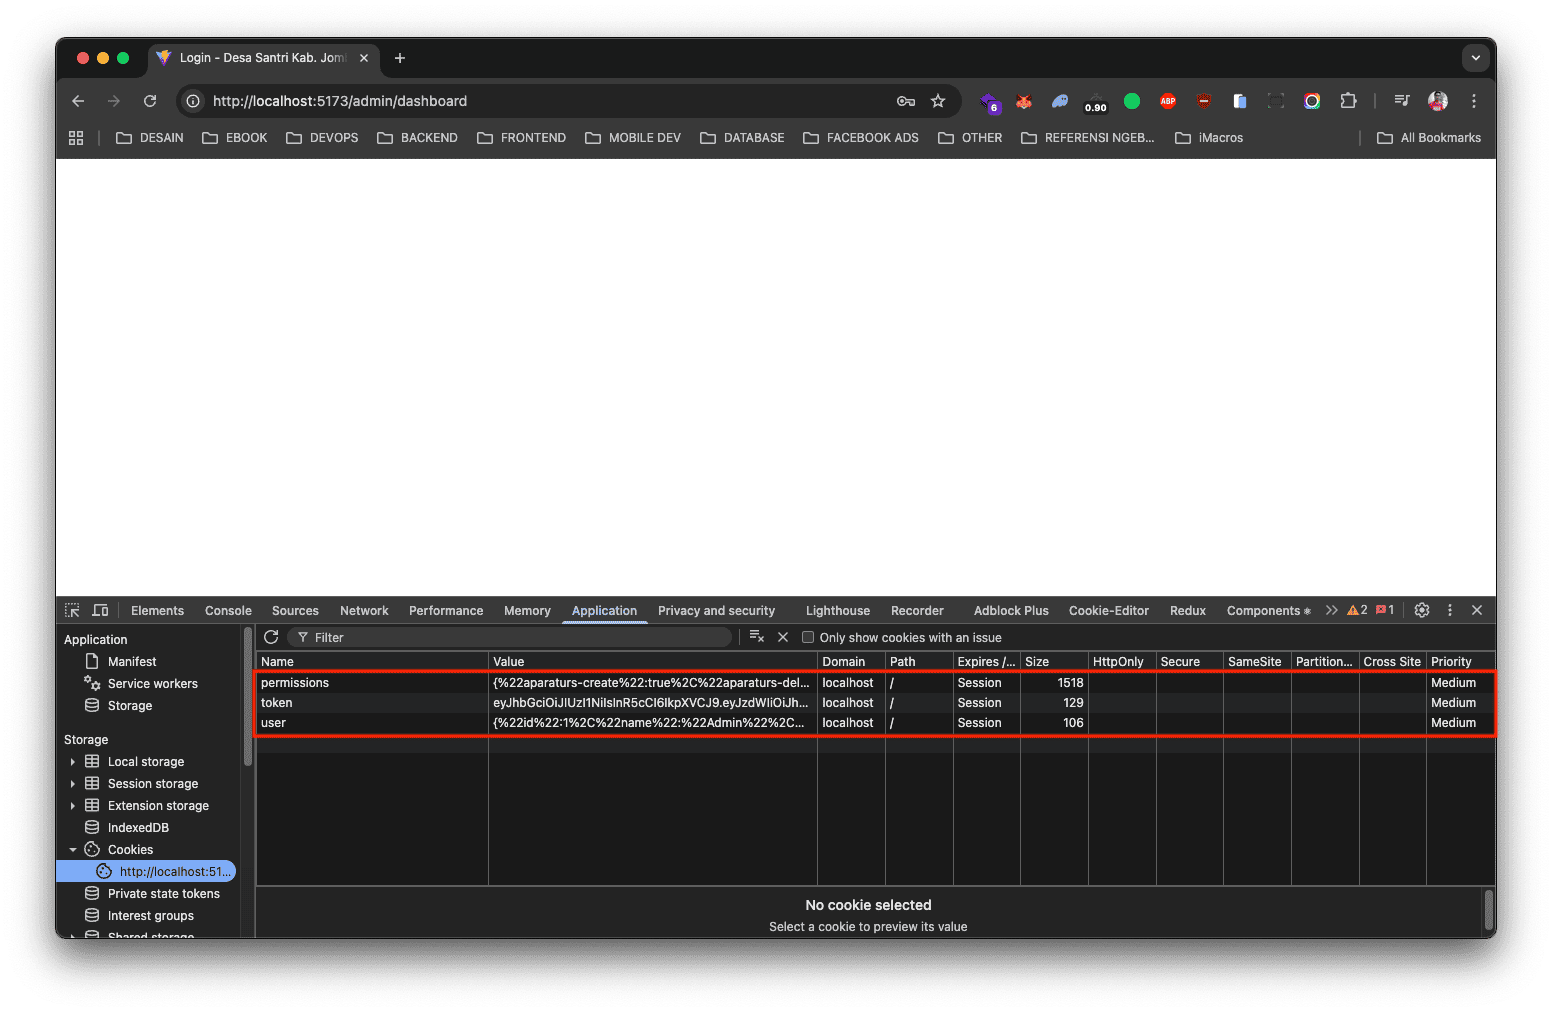 Login - Desa Santri Kab. Jom
http://localhost:5173/admin/dashboard
6
0.90
ABP
DESAIN EBOOK DEVOPS BACKEND FRONTEND MOBILE DEV DATABASE FACEBOOK ADS OTHER REFERENSI NGEB... iMacros All Bookmarks
Elements Console Sources Network Performance Memory Application Privacy and security Lighthouse Recorder Adblock Plus Cookie-Editor Redux Components 2 1
Application
Manifest
Service workers
Storage
Storage
Local storage
Session storage
Extension storage
IndexedDB
Cookies
http://localhost:51...
Private state tokens
Interest groups
Shared storage
Filter Only show cookies with an issue
Name Value Domain Path Expires /... Size HttpOnly Secure SameSite Partition... Cross Site Priority
permissions {%22aparaturs-create%22:true%2C%22aparaturs-del... localhost / Session 1518 Medium
token eyJhbGciOiJIUzI1NiIsInR5cCI6IkpXVCJ9.eyJzdWIiOiJh... localhost / Session 129 Medium
user {%22id%22:1%2C%22name%22:%22Admin%22%2C... localhost / Session 106 Medium
No cookie selected
Select a cookie to preview its value